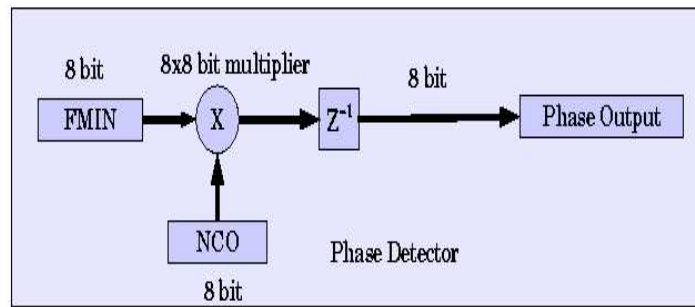 8 bit
8x8 bit multiplier
8 bit
FMIN
X
Z⁻¹
Phase Output
NCO
Phase Detector
8 bit